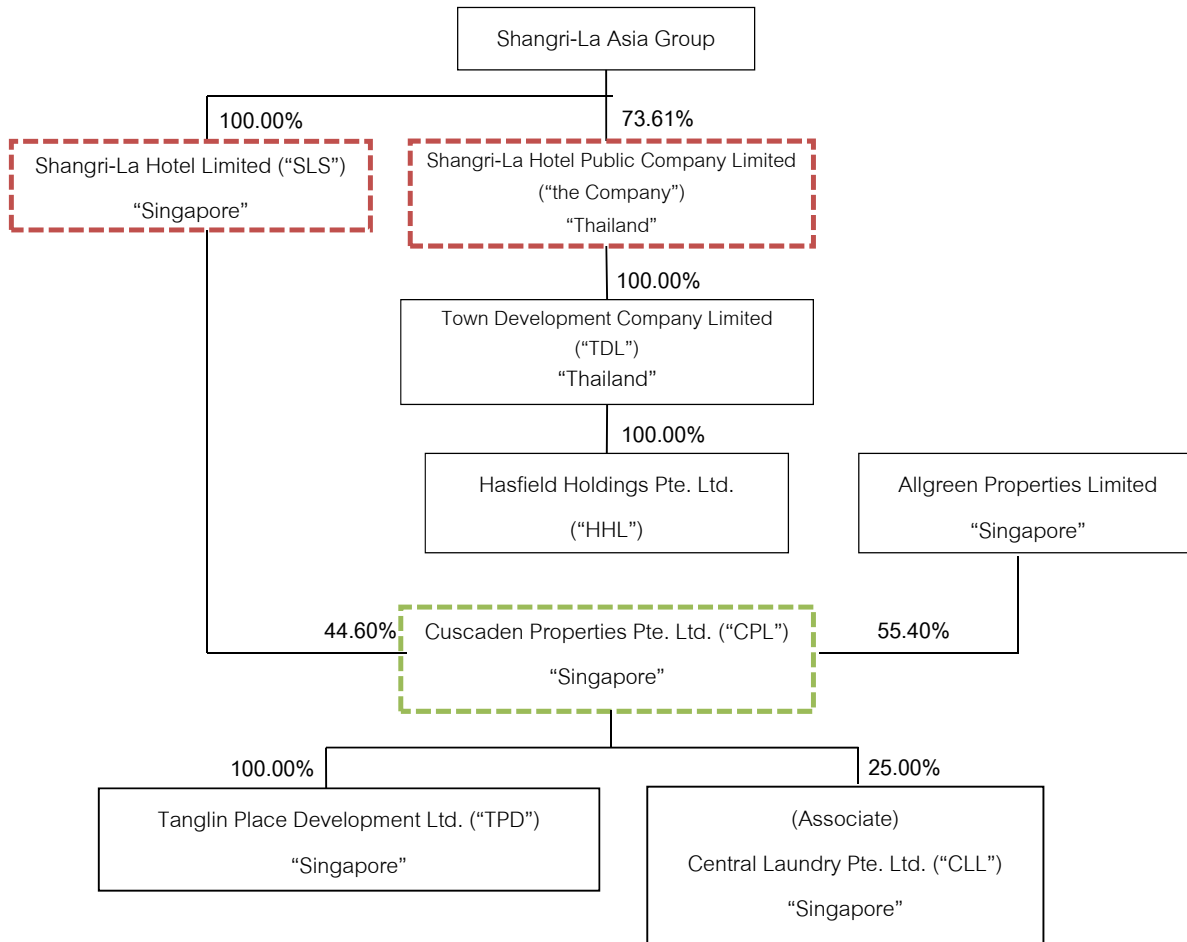 Shangri-La Asia Group
100.00%
73.61%
Shangri-La Hotel Limited (“SLS”)
“Singapore”
Shangri-La Hotel Public Company Limited
(“the Company”)
“Thailand”
100.00%
Town Development Company Limited
(“TDL”)
“Thailand”
100.00%
Hasfield Holdings Pte. Ltd.
(“HHL”)
Allgreen Properties Limited
“Singapore”
44.60%
Cuscaden Properties Pte. Ltd. (“CPL”)
“Singapore”
55.40%
100.00%
25.00%
Tanglin Place Development Ltd. (“TPD”)
“Singapore”
(Associate)
Central Laundry Pte. Ltd. (“CLL”)
“Singapore”